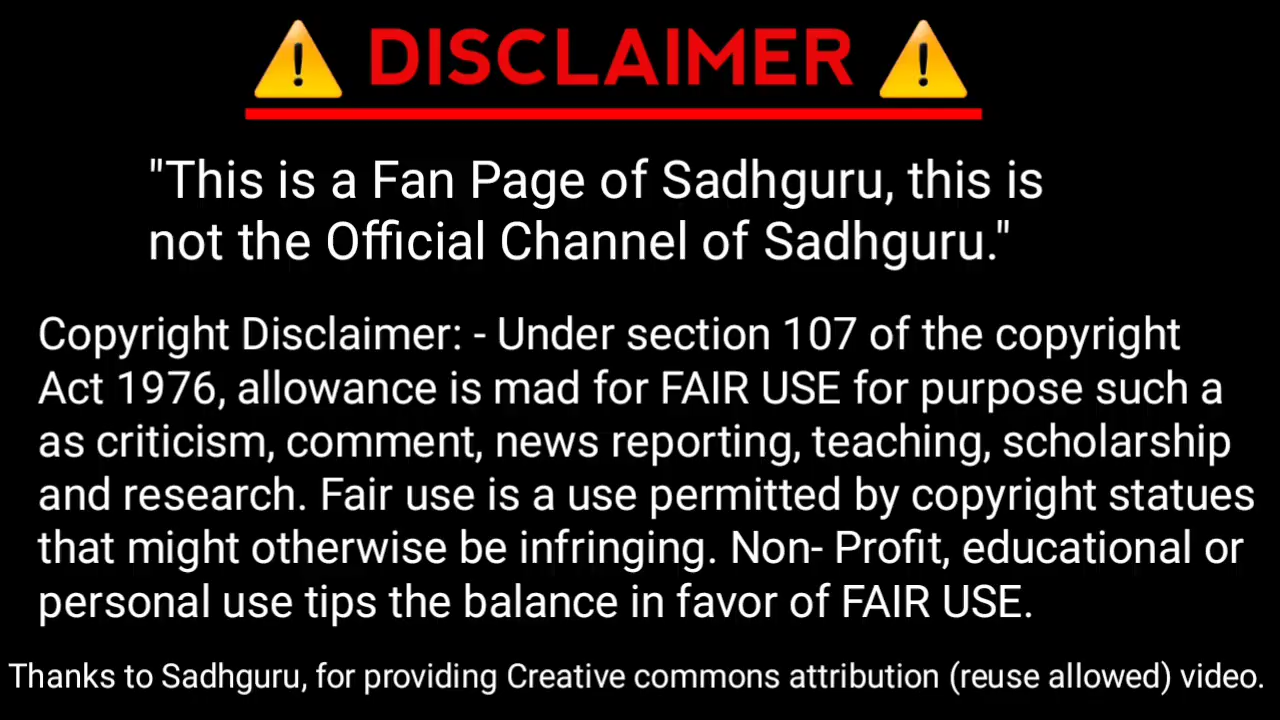 ⚠️ DISCLAIMER ⚠️
"This is a Fan Page of Sadhguru, this is
not the Official Channel of Sadhguru."
Copyright Disclaimer: - Under section 107 of the copyright
Act 1976, allowance is mad for FAIR USE for purpose such a
as criticism, comment, news reporting, teaching, scholarship
and research. Fair use is a use permitted by copyright statues
that might otherwise be infringing. Non- Profit, educational or
personal use tips the balance in favor of FAIR USE.
Thanks to Sadhguru, for providing Creative commons attribution (reuse allowed) video.